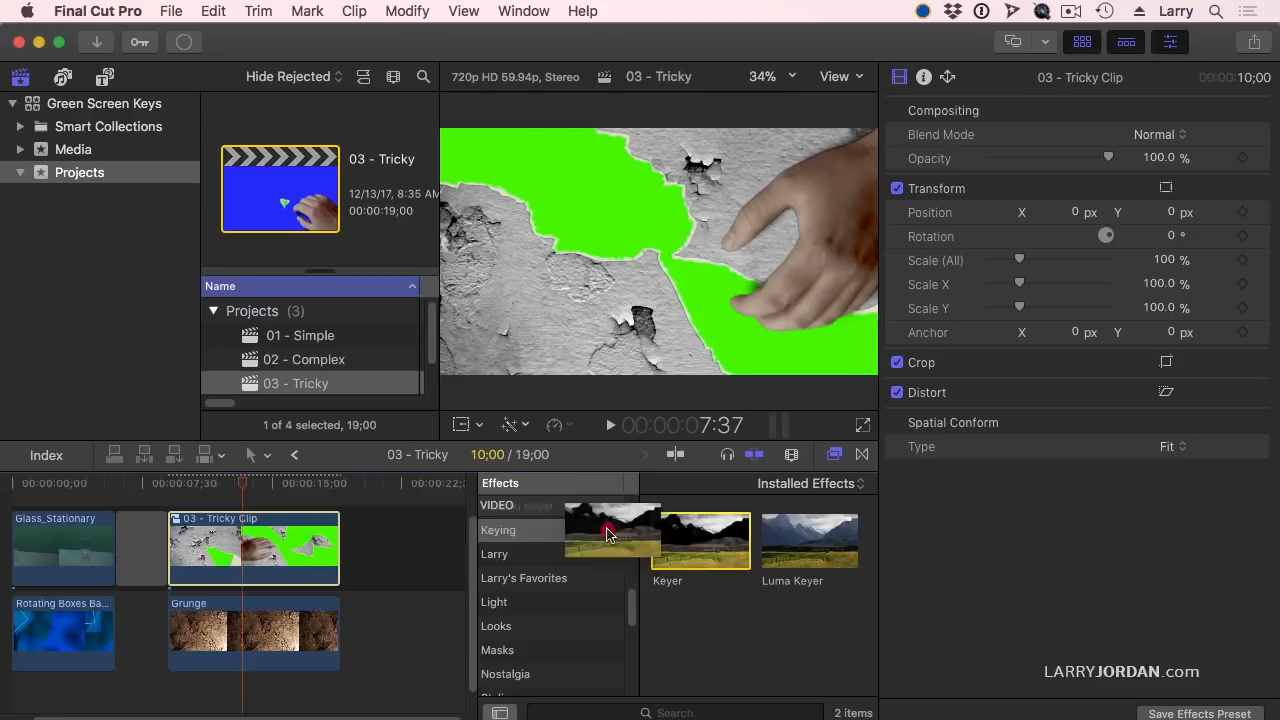 Final Cut Pro File Edit Trim Mark Clip Modify View Window Help Larry
Hide Rejected 720p HD 59.94p, Stereo 03 - Tricky 34% View 03 - Tricky Clip 00:00:10;00
Green Screen Keys
Smart Collections
Media
Projects
03 - Tricky
12/13/17, 8:35 AM
00:00:19;00
Name
Projects (3)
01 - Simple
02 - Complex
03 - Tricky
1 of 4 selected, 19;00
00:00:00:07:37
Compositing
Blend Mode Normal
Opacity 100.0 %
Transform
Position X 0 px Y 0 px
Rotation 0 °
Scale (All) 100 %
Scale X 100.0 %
Scale Y 100.0 %
Anchor X 0 px Y 0 px
Crop
Distort
Spatial Conform
Type Fit
Index 03 - Tricky 10;00 / 19;00
00:00:00;00 00:00:07;30 00:00:15;00 00:00:22;
Glass_Stationary 03 - Tricky Clip
Rotating Boxes Ba... Grunge
Effects Installed Effects
VIDEO
Keying
Larry
Larry's Favorites
Light
Looks
Masks
Nostalgia
Keyer Luma Keyer
Search 2 items
LARRYJORDAN.com
Save Effects Preset